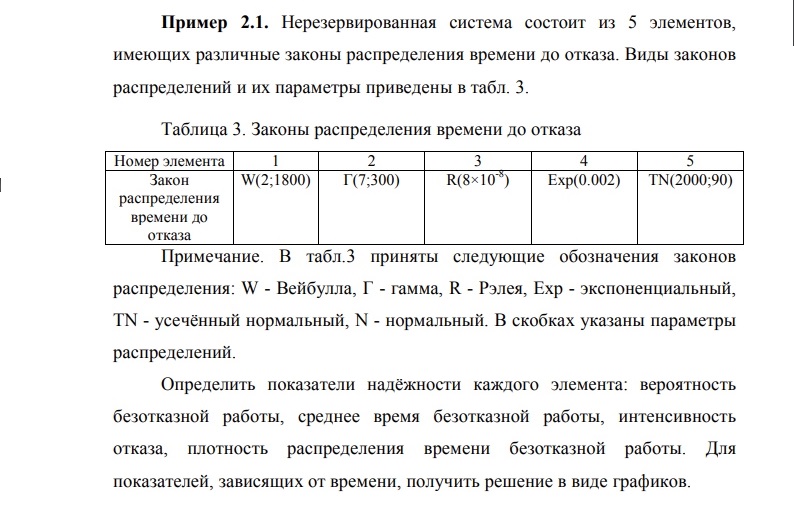 Пример 2.1. Нерезервированная система состоит из 5 элементов,
имеющих различные законы распределения времени до отказа. Виды законов
распределений и их параметры приведены в табл. 3.
Таблица 3. Законы распределения времени до отказа
Номер элемента 1 2 3 4 5
Закон распределения времени до отказа W(2;1800) Γ(7;300) R(8×10⁻⁸) Exp(0.002) TN(2000;90)
Примечание. В табл.3 приняты следующие обозначения законов
распределения: W - Вейбулла, Γ - гамма, R - Рэлея, Exp - экспоненциальный,
TN - усечённый нормальный, N - нормальный. В скобках указаны параметры
распределений.
Определить показатели надёжности каждого элемента: вероятность
безотказной работы, среднее время безотказной работы, интенсивность
отказа, плотность распределения времени безотказной работы. Для
показателей, зависящих от времени, получить решение в виде графиков.